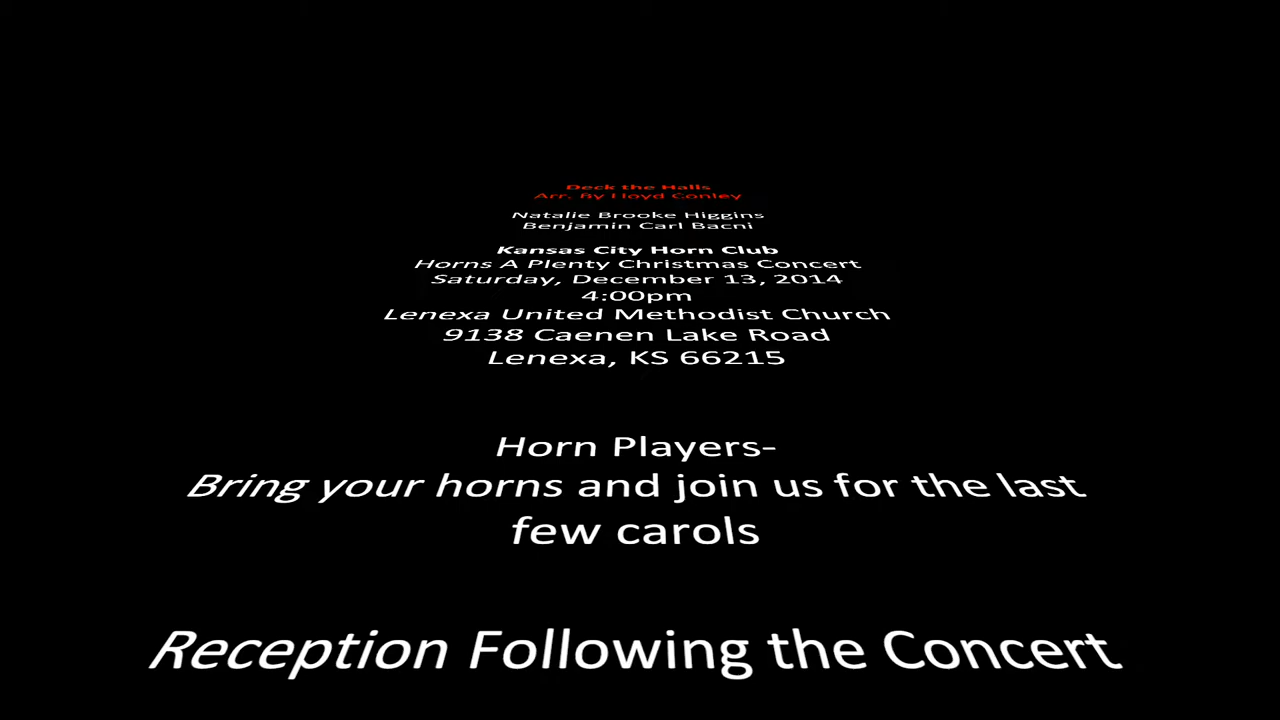 Deck the Halls
Arr. By Lloyd Conley
Natalie Brooke Higgins
Benjamin Carl Bacni
Kansas City Horn Club
Horns A Plenty Christmas Concert
Saturday, December 13, 2014
4:00pm
Lenexa United Methodist Church
9138 Caenen Lake Road
Lenexa, KS 66215
Horn Players-
Bring your horns and join us for the last
few carols
Reception Following the Concert